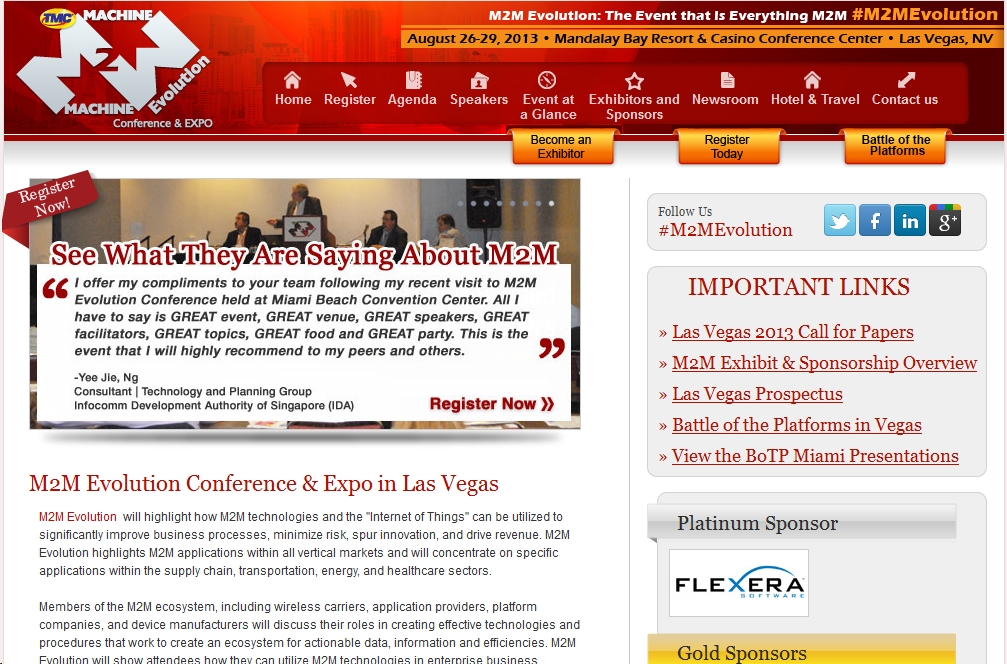 TMC
MACHINE
2
MACHINE
Evolution
Conference & EXPO
M2M Evolution: The Event that Is Everything M2M #M2MEvolution
August 26-29, 2013 • Mandalay Bay Resort & Casino Conference Center • Las Vegas, NV
Home
Register
Agenda
Speakers
Event at
a Glance
Exhibitors and
Sponsors
Newsroom
Hotel & Travel
Contact us
Become an
Exhibitor
Register
Today
Battle of the
Platforms
Register
Now!
See What They Are Saying About M2M
“ I offer my compliments to your team following my recent visit to M2M
Evolution Conference held at Miami Beach Convention Center. All I
have to say is GREAT event, GREAT venue, GREAT speakers, GREAT
facilitators, GREAT topics, GREAT food and GREAT party. This is the
event that I will highly recommend to my peers and others. ”
-Yee Jie, Ng
Consultant | Technology and Planning Group
Infocomm Development Authority of Singapore (IDA)
Register Now »
M2M Evolution Conference & Expo in Las Vegas
M2M Evolution will highlight how M2M technologies and the "Internet of Things" can be utilized to
significantly improve business processes, minimize risk, spur innovation, and drive revenue. M2M
Evolution highlights M2M applications within all vertical markets and will concentrate on specific
applications within the supply chain, transportation, energy, and healthcare sectors.
Members of the M2M ecosystem, including wireless carriers, application providers, platform
companies, and device manufacturers will discuss their roles in creating effective technologies and
procedures that work to create an ecosystem for actionable data, information and efficiencies. M2M
Evolution will show attendees how they can utilize M2M technologies in enterprise business
Follow Us
#M2MEvolution
f
in
g+
IMPORTANT LINKS
» Las Vegas 2013 Call for Papers
» M2M Exhibit & Sponsorship Overview
» Las Vegas Prospectus
» Battle of the Platforms in Vegas
» View the BoTP Miami Presentations
Platinum Sponsor
FLEXERA
SOFTWARE
Gold Sponsors